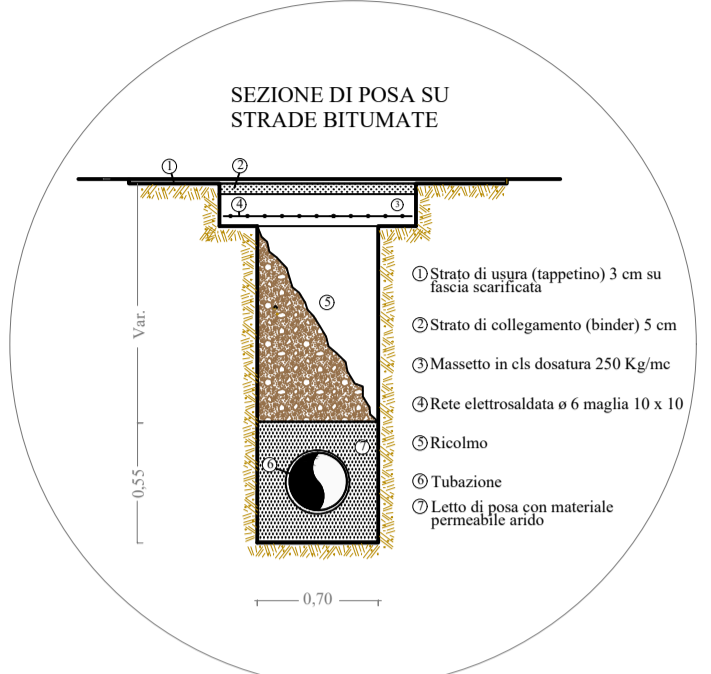 SEZIONE DI POSA SU
STRADE BITUMATE
1
2
4
3
5
6
7
Var.
0,55
0,70
1 Strato di usura (tappetino) 3 cm su
fascia scarificata
2 Strato di collegamento (binder) 5 cm
3 Massetto in cls dosatura 250 Kg/mc
4 Rete elettrosaldata ø 6 maglia 10 x 10
5 Ricolmo
6 Tubazione
7 Letto di posa con materiale
permeabile arido